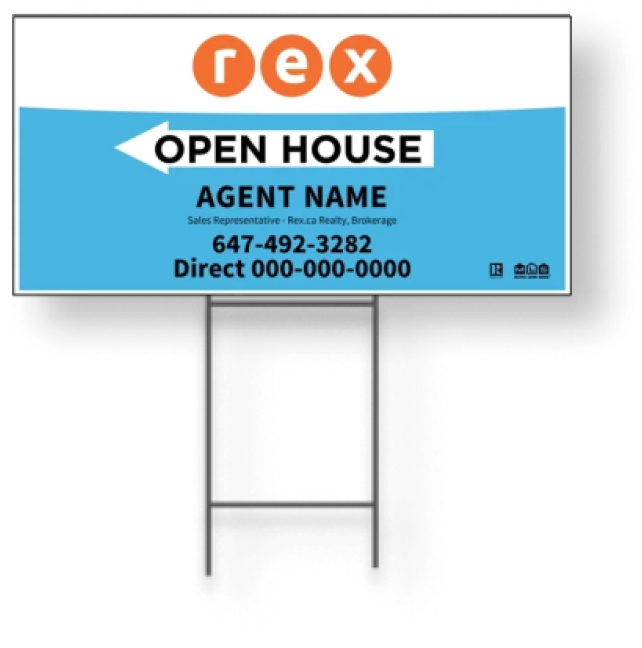 rex
OPEN HOUSE
AGENT NAME
Sales Representative - Rex.ca Realty, Brokerage
647-492-3282
Direct 000-000-0000